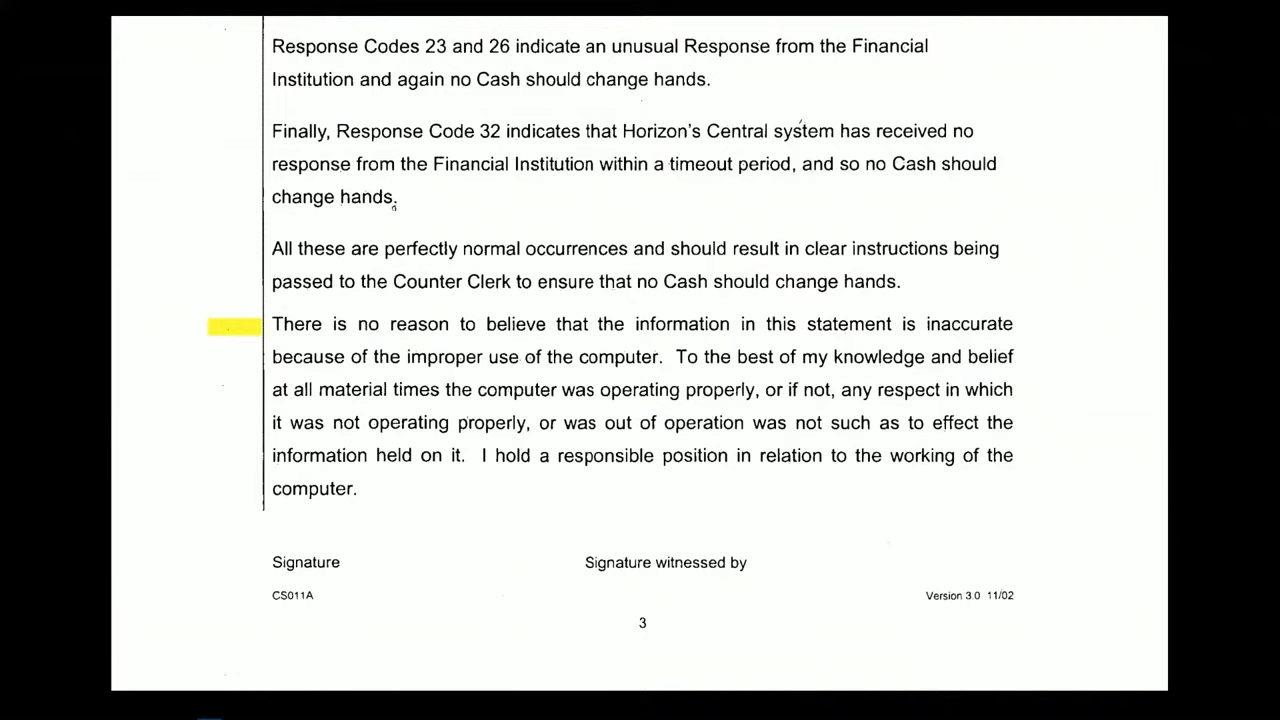 Response Codes 23 and 26 indicate an unusual Response from the Financial
Institution and again no Cash should change hands.
Finally, Response Code 32 indicates that Horizon's Central system has received no
response from the Financial Institution within a timeout period, and so no Cash should
change hands.
All these are perfectly normal occurrences and should result in clear instructions being
passed to the Counter Clerk to ensure that no Cash should change hands.
There is no reason to believe that the information in this statement is inaccurate
because of the improper use of the computer. To the best of my knowledge and belief
at all material times the computer was operating properly, or if not, any respect in which
it was not operating properly, or was out of operation was not such as to effect the
information held on it. I hold a responsible position in relation to the working of the
computer.
Signature Signature witnessed by
CS011A Version 3.0 11/02
3